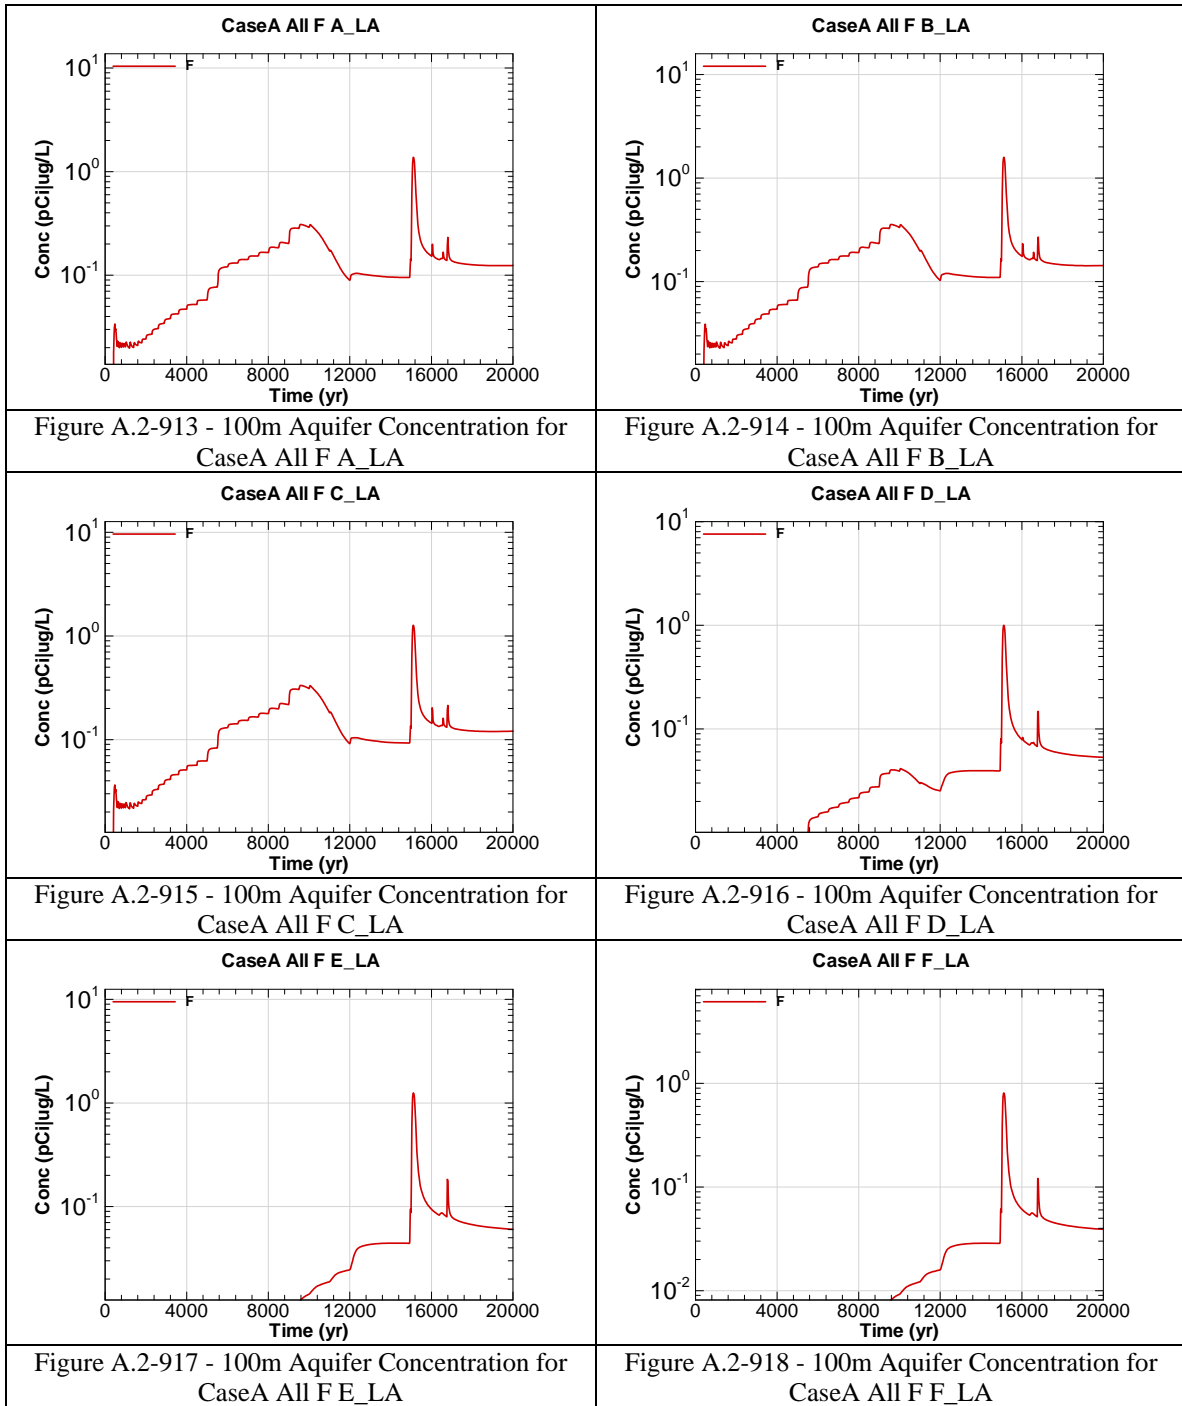 CaseA All F A_LA
F
Conc (pCi|ug/L)
10^1
10^0
10^-1
0 4000 8000 12000 16000 20000
Time (yr)
Figure A.2-913 - 100m Aquifer Concentration for
CaseA All F A_LA
CaseA All F B_LA
F
Conc (pCi|ug/L)
10^1
10^0
10^-1
0 4000 8000 12000 16000 20000
Time (yr)
Figure A.2-914 - 100m Aquifer Concentration for
CaseA All F B_LA
CaseA All F C_LA
F
Conc (pCi|ug/L)
10^1
10^0
10^-1
0 4000 8000 12000 16000 20000
Time (yr)
Figure A.2-915 - 100m Aquifer Concentration for
CaseA All F C_LA
CaseA All F D_LA
F
Conc (pCi|ug/L)
10^1
10^0
10^-1
0 4000 8000 12000 16000 20000
Time (yr)
Figure A.2-916 - 100m Aquifer Concentration for
CaseA All F D_LA
CaseA All F E_LA
F
Conc (pCi|ug/L)
10^1
10^0
10^-1
0 4000 8000 12000 16000 20000
Time (yr)
Figure A.2-917 - 100m Aquifer Concentration for
CaseA All F E_LA
CaseA All F F_LA
F
Conc (pCi|ug/L)
10^0
10^-1
10^-2
0 4000 8000 12000 16000 20000
Time (yr)
Figure A.2-918 - 100m Aquifer Concentration for
CaseA All F F_LA